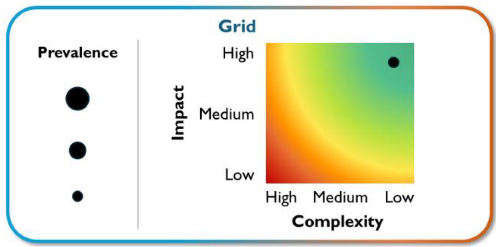 Grid
Prevalence
Impact
High
Medium
Low
High Medium Low
Complexity